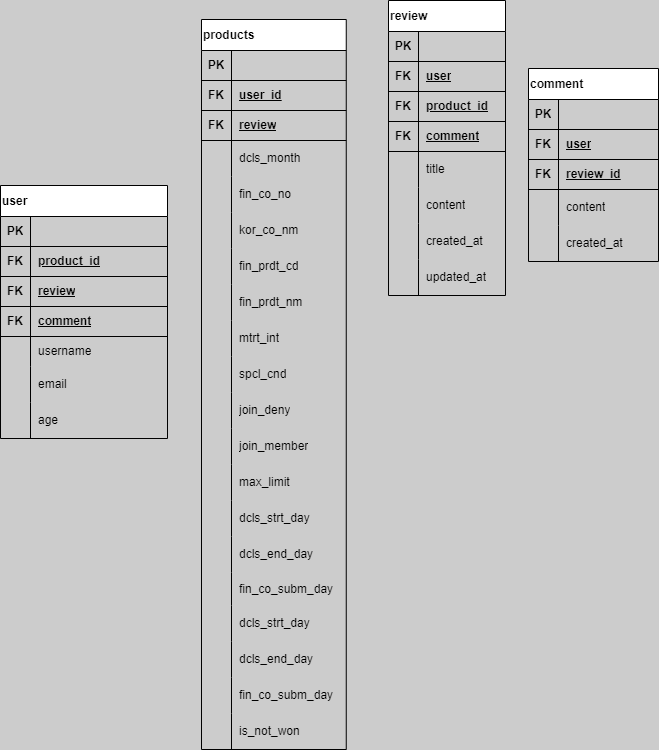 user
PK
FK product_id
FK review
FK comment
username
email
age
products
PK
FK user_id
FK review
dcls_month
fin_co_no
kor_co_nm
fin_prdt_cd
fin_prdt_nm
mtrt_int
spcl_cnd
join_deny
join_member
max_limit
dcls_strt_day
dcls_end_day
fin_co_subm_day
dcls_strt_day
dcls_end_day
fin_co_subm_day
is_not_won
review
PK
FK user
FK product_id
FK comment
title
content
created_at
updated_at
comment
PK
FK user
FK review_id
content
created_at